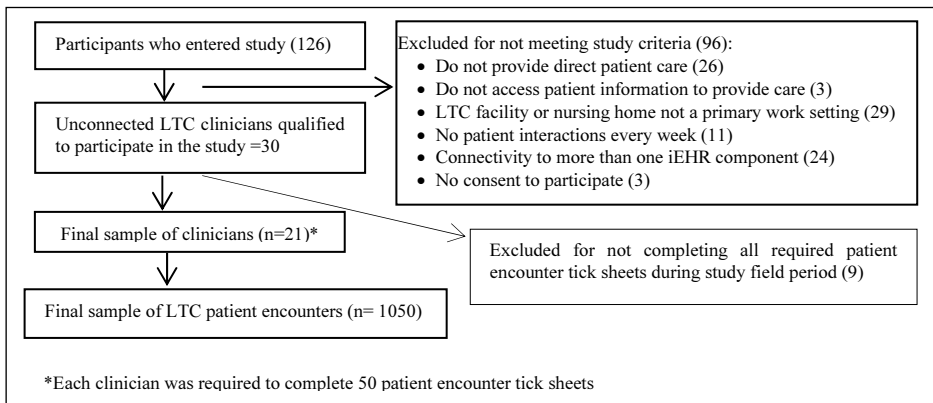 Participants who entered study (126)
Excluded for not meeting study criteria (96):
• Do not provide direct patient care (26)
• Do not access patient information to provide care (3)
• LTC facility or nursing home not a primary work setting (29)
• No patient interactions every week (11)
• Connectivity to more than one iEHR component (24)
• No consent to participate (3)
Unconnected LTC clinicians qualified
to participate in the study =30
Final sample of clinicians (n=21)*
Excluded for not completing all required patient
encounter tick sheets during study field period (9)
Final sample of LTC patient encounters (n= 1050)
*Each clinician was required to complete 50 patient encounter tick sheets